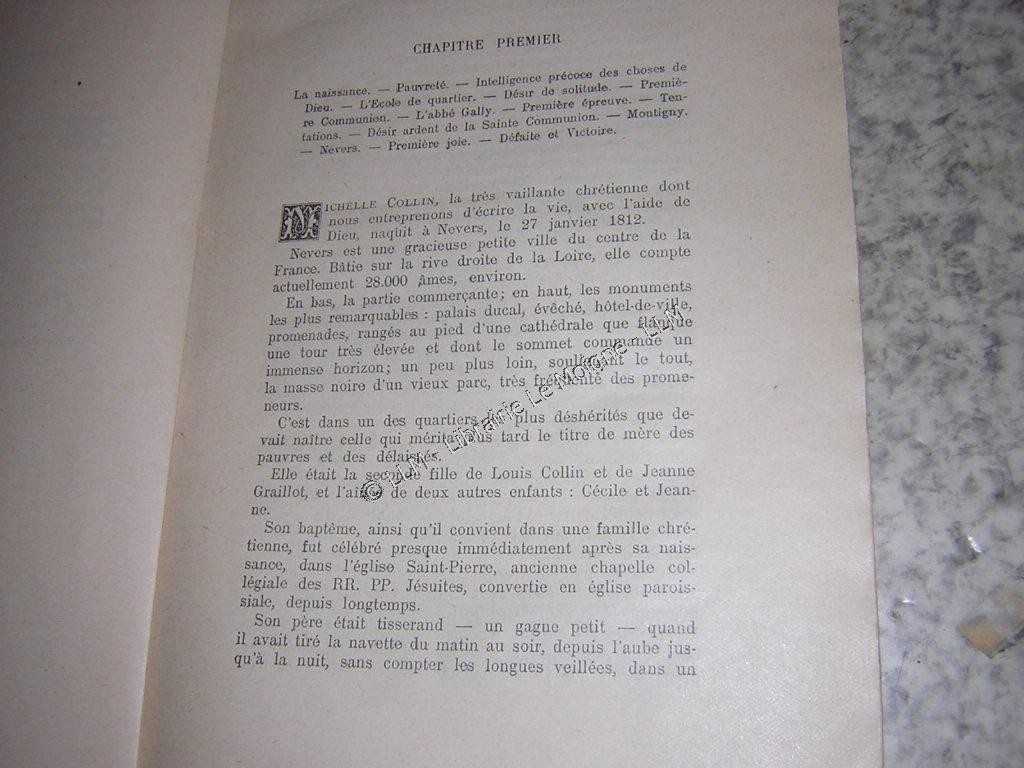 CHAPITRE PREMIER
La naissance. — Pauvreté. — Intelligence précoce des choses de
Dieu. — L'Ecole de quartier. — Désir de solitude. — Premiè-
re Communion. — L'abbé Gally. — Première épreuve. — Ten-
tations. — Désir ardent de la Sainte Communion. — Montigny.
— Nevers. — Première joie. — Défaite et Victoire.
MICHELLE COLLIN, la très vaillante chrétienne dont
nous entreprenons d'écrire la vie, avec l'aide de
Dieu, naquit à Nevers, le 27 janvier 1812.
Nevers est une gracieuse petite ville du centre de la
France. Bâtie sur la rive droite de la Loire, elle compte
actuellement 28.000 âmes, environ.
En bas, la partie commerçante; en haut, les monuments
les plus remarquables : palais ducal, évêché, hôtel-de-ville,
promenades, rangés au pied d'une cathédrale que flanque
une tour très élevée et dont le sommet commande un
immense horizon; un peu plus loin, soulignant le tout,
la masse noire d'un vieux parc, très fréquenté des prome-
neurs.
C'est dans un des quartiers plus déshérités que de-
vait naître celle qui mérita plus tard le titre de mère des
pauvres et des délaissés.
Elle était la seconde fille de Louis Collin et de Jeanne
Graillot, et l'aînée de deux autres enfants : Cécile et Jean-
ne.
Son baptême, ainsi qu'il convient dans une famille chré-
tienne, fut célébré presque immédiatement après sa nais-
sance, dans l'église Saint-Pierre, ancienne chapelle col-
légiale des RR. PP. Jésuites, convertie en église parois-
siale, depuis longtemps.
Son père était tisserand — un gagne petit — quand
il avait tiré la navette du matin au soir, depuis l'aube jus-
qu'à la nuit, sans compter les longues veillées, dans un
© LLM. Librairie Le Moigne. LLM